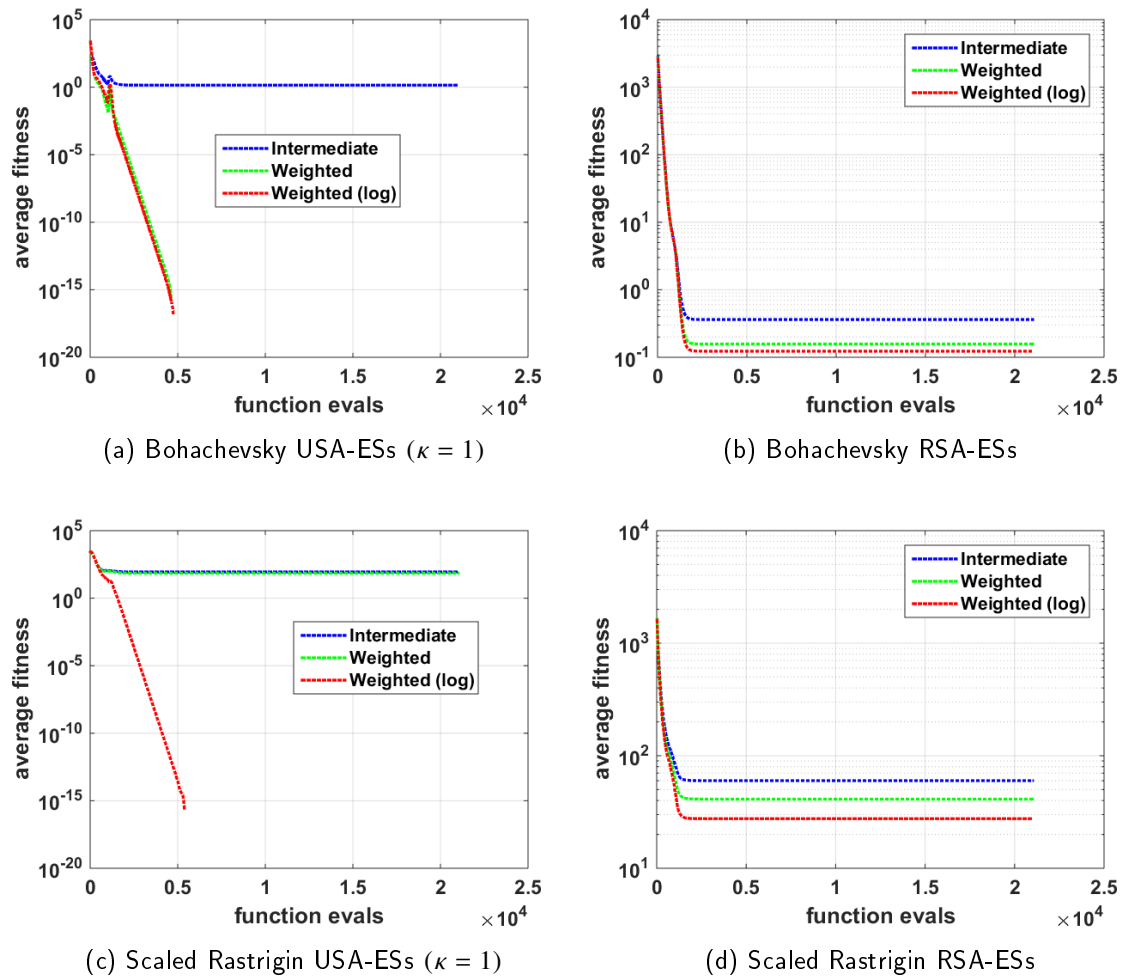 10^5
10^0
10^-5
10^-10
10^-15
10^-20
average fitness
Intermediate
Weighted
Weighted (log)
0 0.5 1 1.5 2 2.5
function evals
×10^4
(a) Bohachevsky USA-ESs (κ = 1)
10^4
10^3
10^2
10^1
10^0
10^-1
average fitness
Intermediate
Weighted
Weighted (log)
0 0.5 1 1.5 2 2.5
function evals
×10^4
(b) Bohachevsky RSA-ESs
10^5
10^0
10^-5
10^-10
10^-15
10^-20
average fitness
Intermediate
Weighted
Weighted (log)
0 0.5 1 1.5 2 2.5
function evals
×10^4
(c) Scaled Rastrigin USA-ESs (κ = 1)
10^4
10^3
10^2
10^1
average fitness
Intermediate
Weighted
Weighted (log)
0 0.5 1 1.5 2 2.5
function evals
×10^4
(d) Scaled Rastrigin RSA-ESs